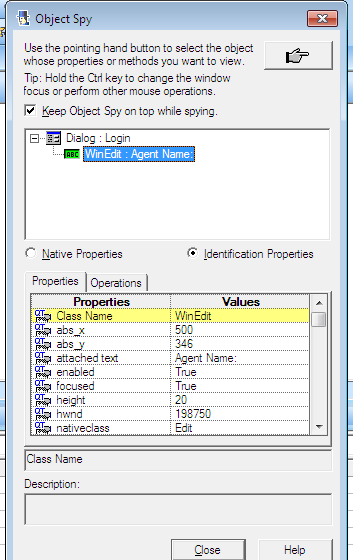 Object Spy
Use the pointing hand button to select the object
whose properties or methods you want to view.
Tip: Hold the Ctrl key to change the window
focus or perform other mouse operations.
Keep Object Spy on top while spying.
Dialog : Login
ABC WinEdit : Agent Name:
Native Properties Identification Properties
Properties Operations
Properties Values
Class Name WinEdit
abs_x 500
abs_y 346
attached text Agent Name:
enabled True
focused True
height 20
hwnd 198750
nativeclass Edit
Class Name
Description:
Close Help